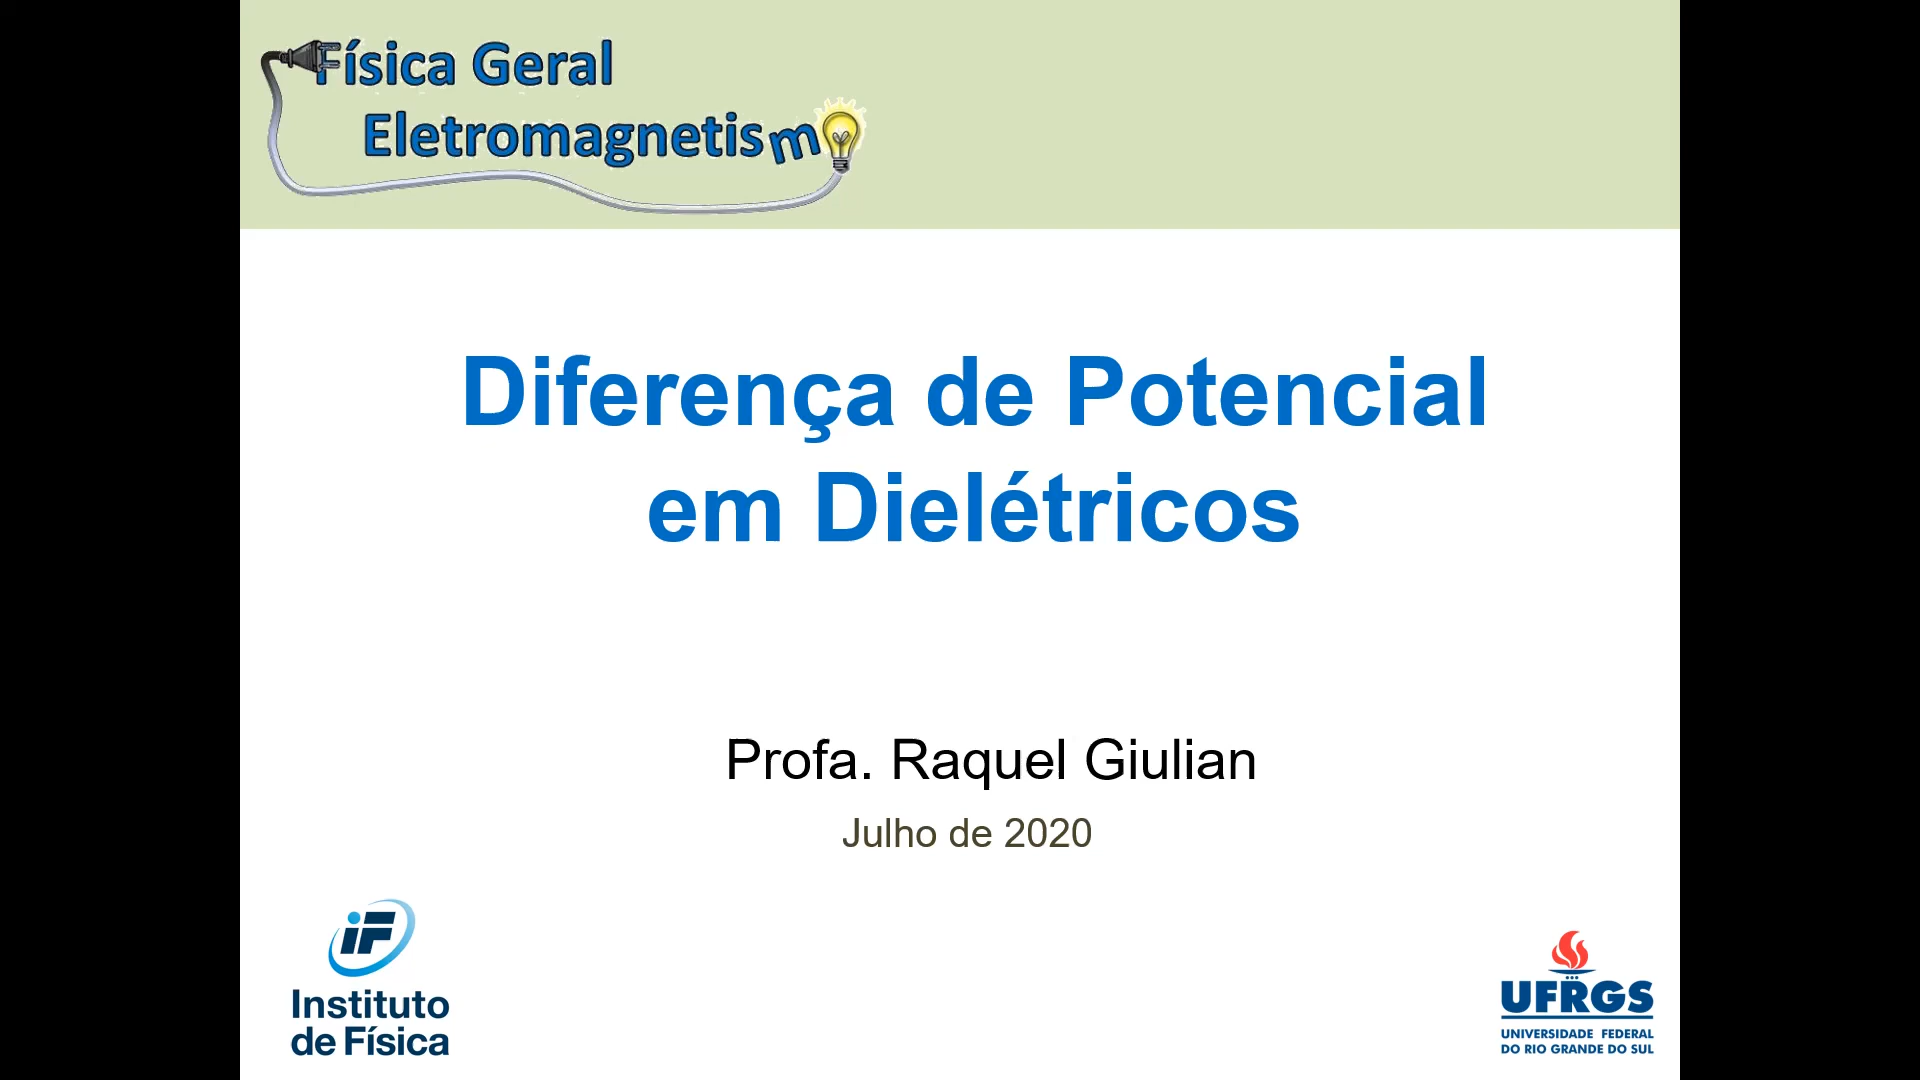 Física Geral
Eletromagnetismo
Diferença de Potencial
em Dielétricos
Profa. Raquel Giulian
Julho de 2020
iF
Instituto
de Física
UFRGS
UNIVERSIDADE FEDERAL
DO RIO GRANDE DO SUL